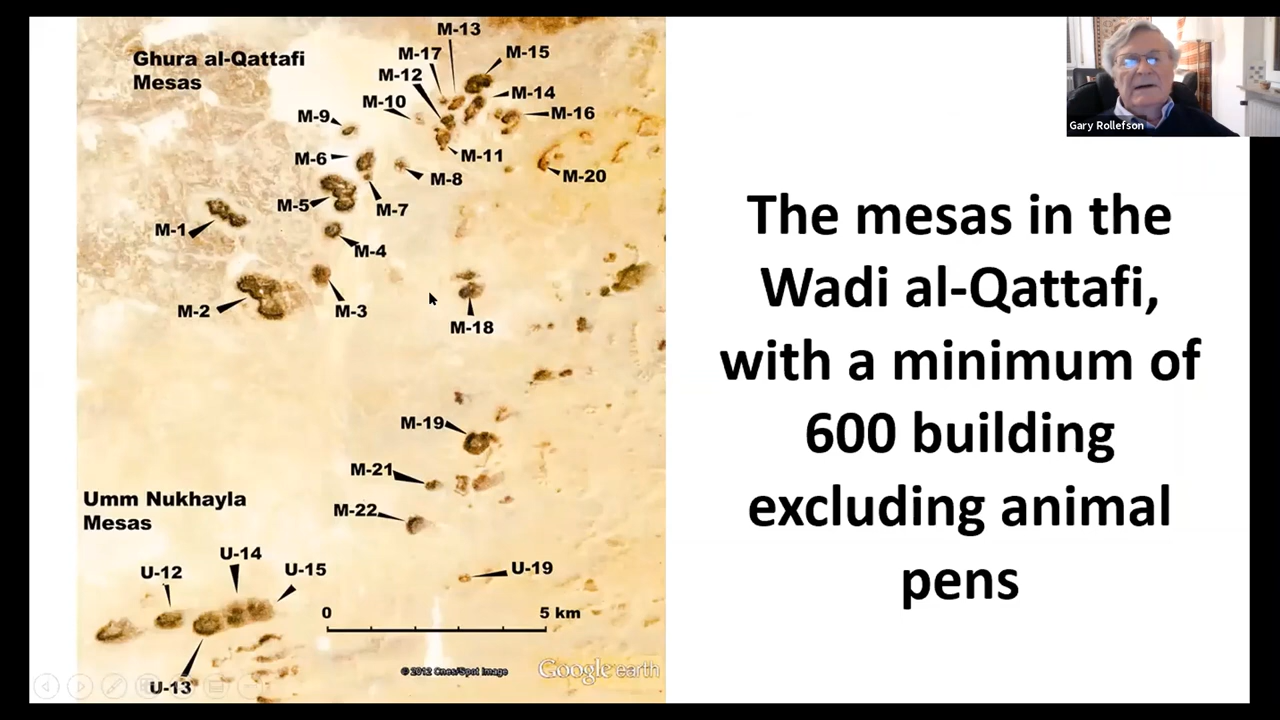 Ghura al-Qattafi
Mesas
M-13
M-17
M-15
M-12
M-14
M-10
M-16
M-9
M-11
M-6
M-20
M-8
M-5
M-7
M-1
M-4
M-2
M-3
M-18
M-19
M-21
M-22
Umm Nukhayla
Mesas
U-14
U-12
U-15
U-19
U-13
0
5 km
© 2012 Cnes/Spot Image
Google earth
The mesas in the
Wadi al-Qattafi,
with a minimum of
600 building
excluding animal
pens
Gary Rollefson